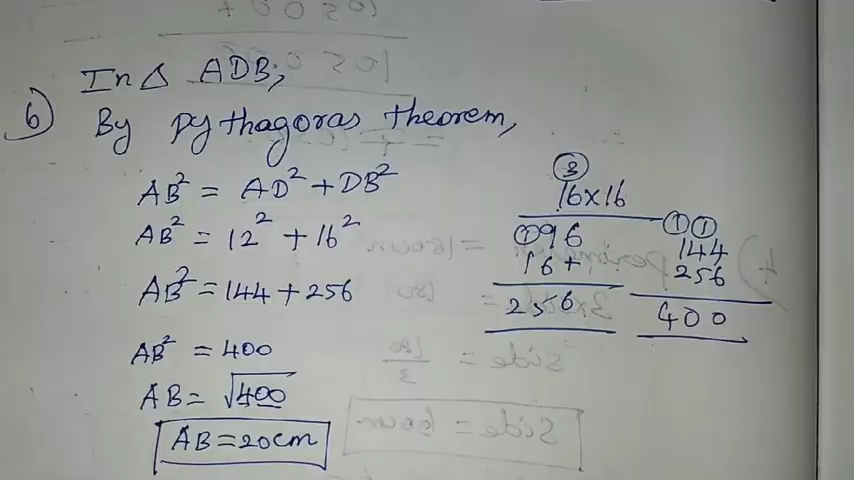 In Δ ADB;
6) By pythagoras theorem,
AB² = AD² + DB²
AB² = 12² + 16²
AB² = 144 + 256
AB² = 400
AB = √400
AB = 20cm
3
16×16
1 096
16+
256
1 1
144
256
400